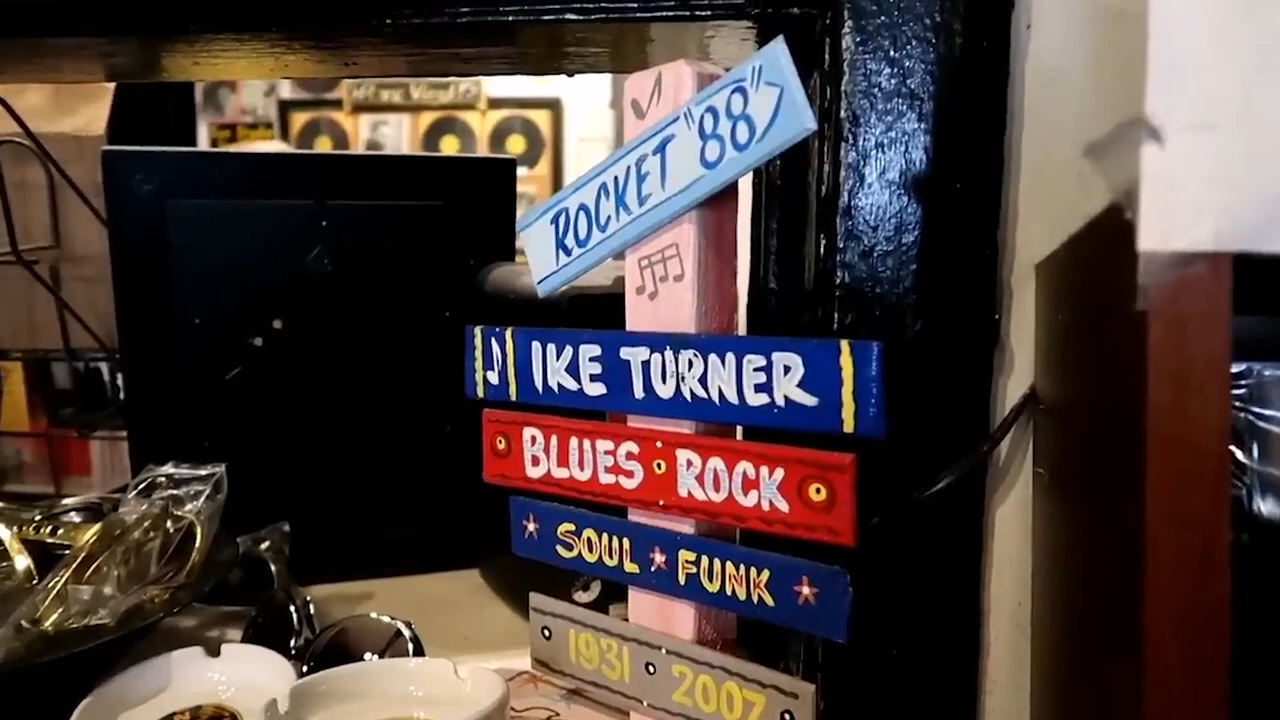 ROCKET "88"
IKE TURNER
BLUES ROCK
SOUL FUNK
1931 2007